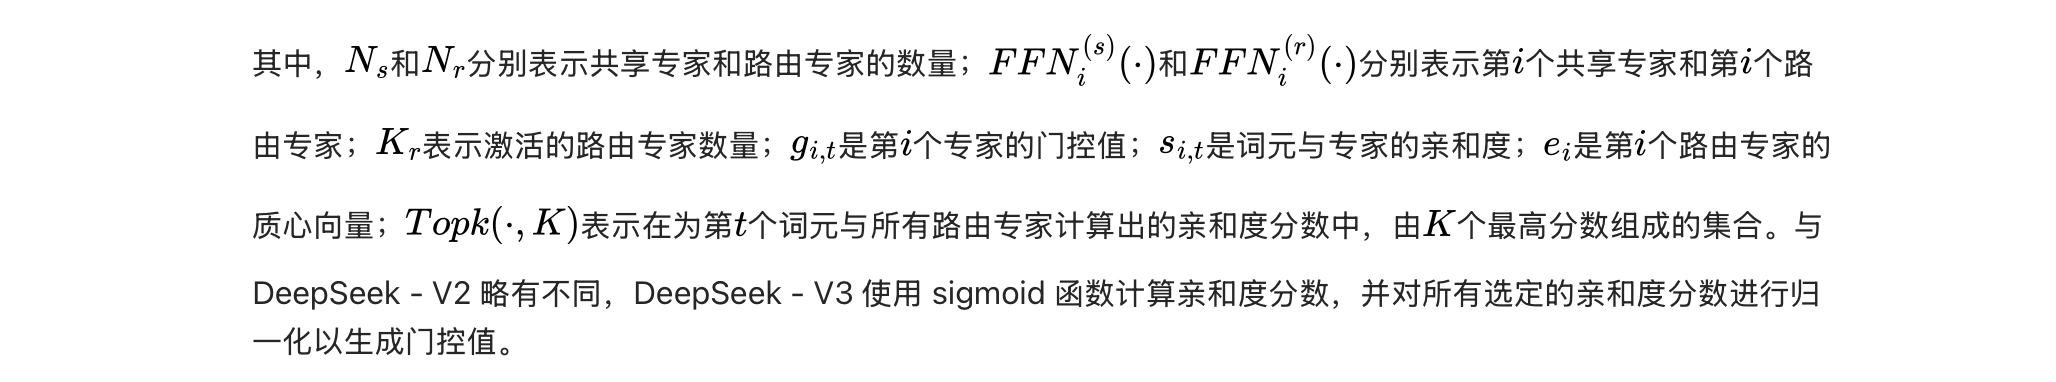 其中，$N_s$和$N_r$分别表示共享专家和路由专家的数量；$FFN_i^{(s)}(\cdot)$和$FFN_i^{(r)}(\cdot)$分别表示第$i$个共享专家和第$i$个路
由专家；$K_r$表示激活的路由专家数量；$g_{i,t}$是第$i$个专家的门控值；$s_{i,t}$是词元与专家的亲和度；$e_i$是第$i$个路由专家的
质心向量；$Topk(\cdot, K)$表示在为第$t$个词元与所有路由专家计算出的亲和度分数中，由$K$个最高分数组成的集合。与
DeepSeek - V2 略有不同，DeepSeek - V3 使用 sigmoid 函数计算亲和度分数，并对所有选定的亲和度分数进行归
一化以生成门控值。